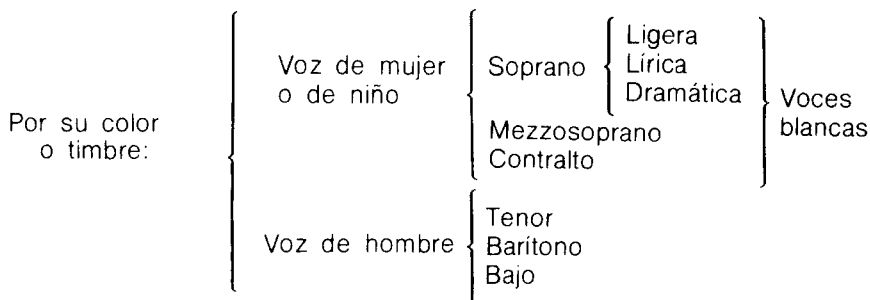 Por su color
o timbre:
Voz de mujer
o de niño
Soprano
Ligera
Lírica
Dramática
Mezzosoprano
Contralto
Voces
blancas
Voz de hombre
Tenor
Barítono
Bajo